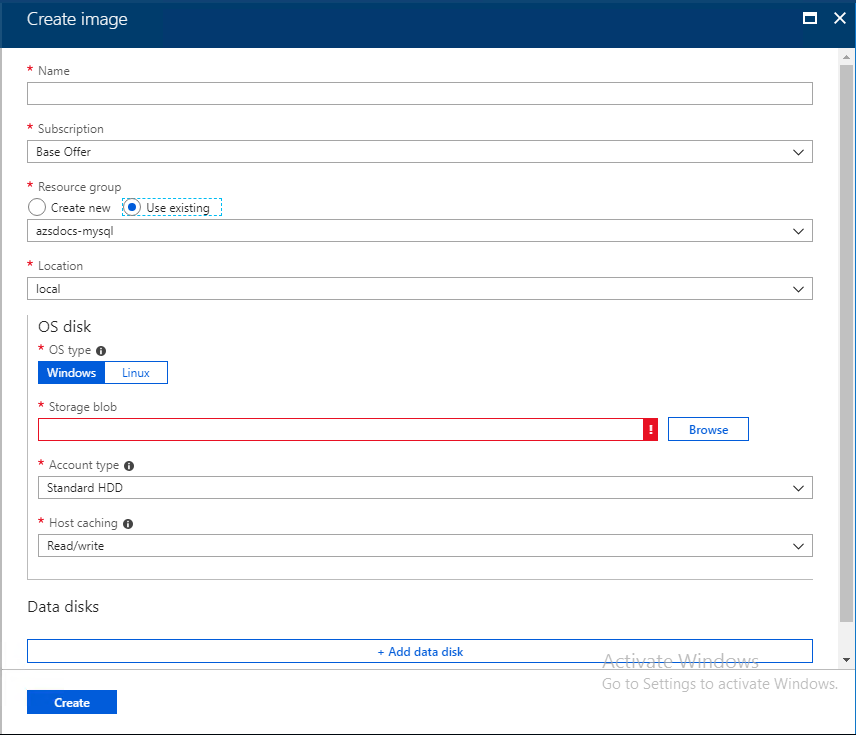 Create image
* Name
* Subscription
Base Offer
* Resource group
Create new Use existing
azsdocs-mysql
* Location
local
OS disk
* OS type
Windows Linux
* Storage blob
! Browse
* Account type
Standard HDD
* Host caching
Read/write
Data disks
+ Add data disk
Activate Windows
Go to Settings to activate Windows.
Create